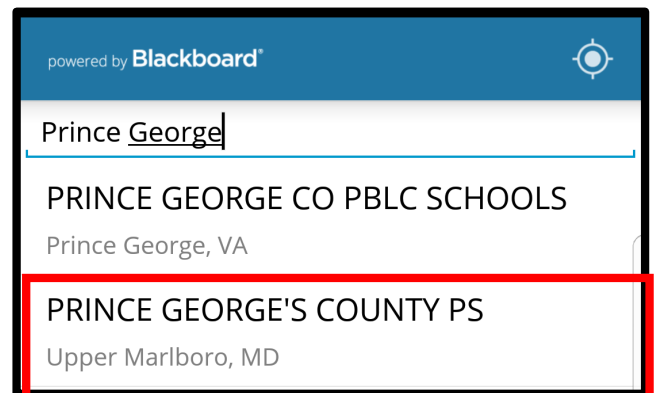 powered by Blackboard®
Prince George
PRINCE GEORGE CO PBLC SCHOOLS
Prince George, VA
PRINCE GEORGE'S COUNTY PS
Upper Marlboro, MD